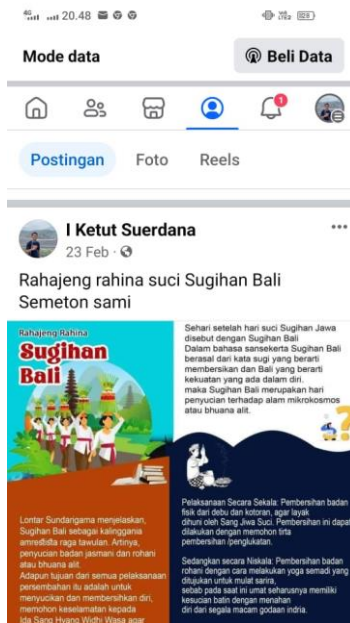 20.48
Mode data
Beli Data
1
Postingan Foto Reels
I Ketut Suerdana
23 Feb
Rahajeng rahina suci Sugihan Bali
Semeton sami
Rahajeng Rahina
Sugihan
Bali
Sehari setelah hari suci Sugihan Jawa
disebut dengan Sugihan Bali
Dalam bahasa sansekerta Sugihan Bali
berasal dari kata sugi yang berarti
membersikan dan Bali yang berarti
kekuatan yang ada dalam diri.
maka Sugihan Bali merupakan hari
penyucian terhadap alam mikrokosmos
atau bhuana alit.
Lontar Sundarigama menjelaskan,
Sugihan Bali sebagai kalinggania
amrestista raga tawulan. Artinya,
penyucian badan jasmani dan rohani
atau bhuana alit.
Adapun tujuan dari semua pelaksanaan
persembahan itu adalah untuk
menyucikan dan membersihkan diri,
memohon keselamatan kepada
Ida Sang Hyang Widhi Wasa agar
Pelaksanaan Secara Sekala: Pembersihan badan
fisik dari debu dan kotoran, agar layak
dihuni oleh Sang Jiwa Suci. Pembersihan ini dapat
dilakukan dengan memohon tirta
pembersihan /penglukatan.
Sedangkan secara Niskala: Pembersihan badan
rohani dengan cara melakukan yoga semadi yang
ditujukan untuk mulat sarira,
sebab pada saat ini umat seharusnya memiliki
kesucian batin dengan menahan
diri dari segala macam godaan indria.